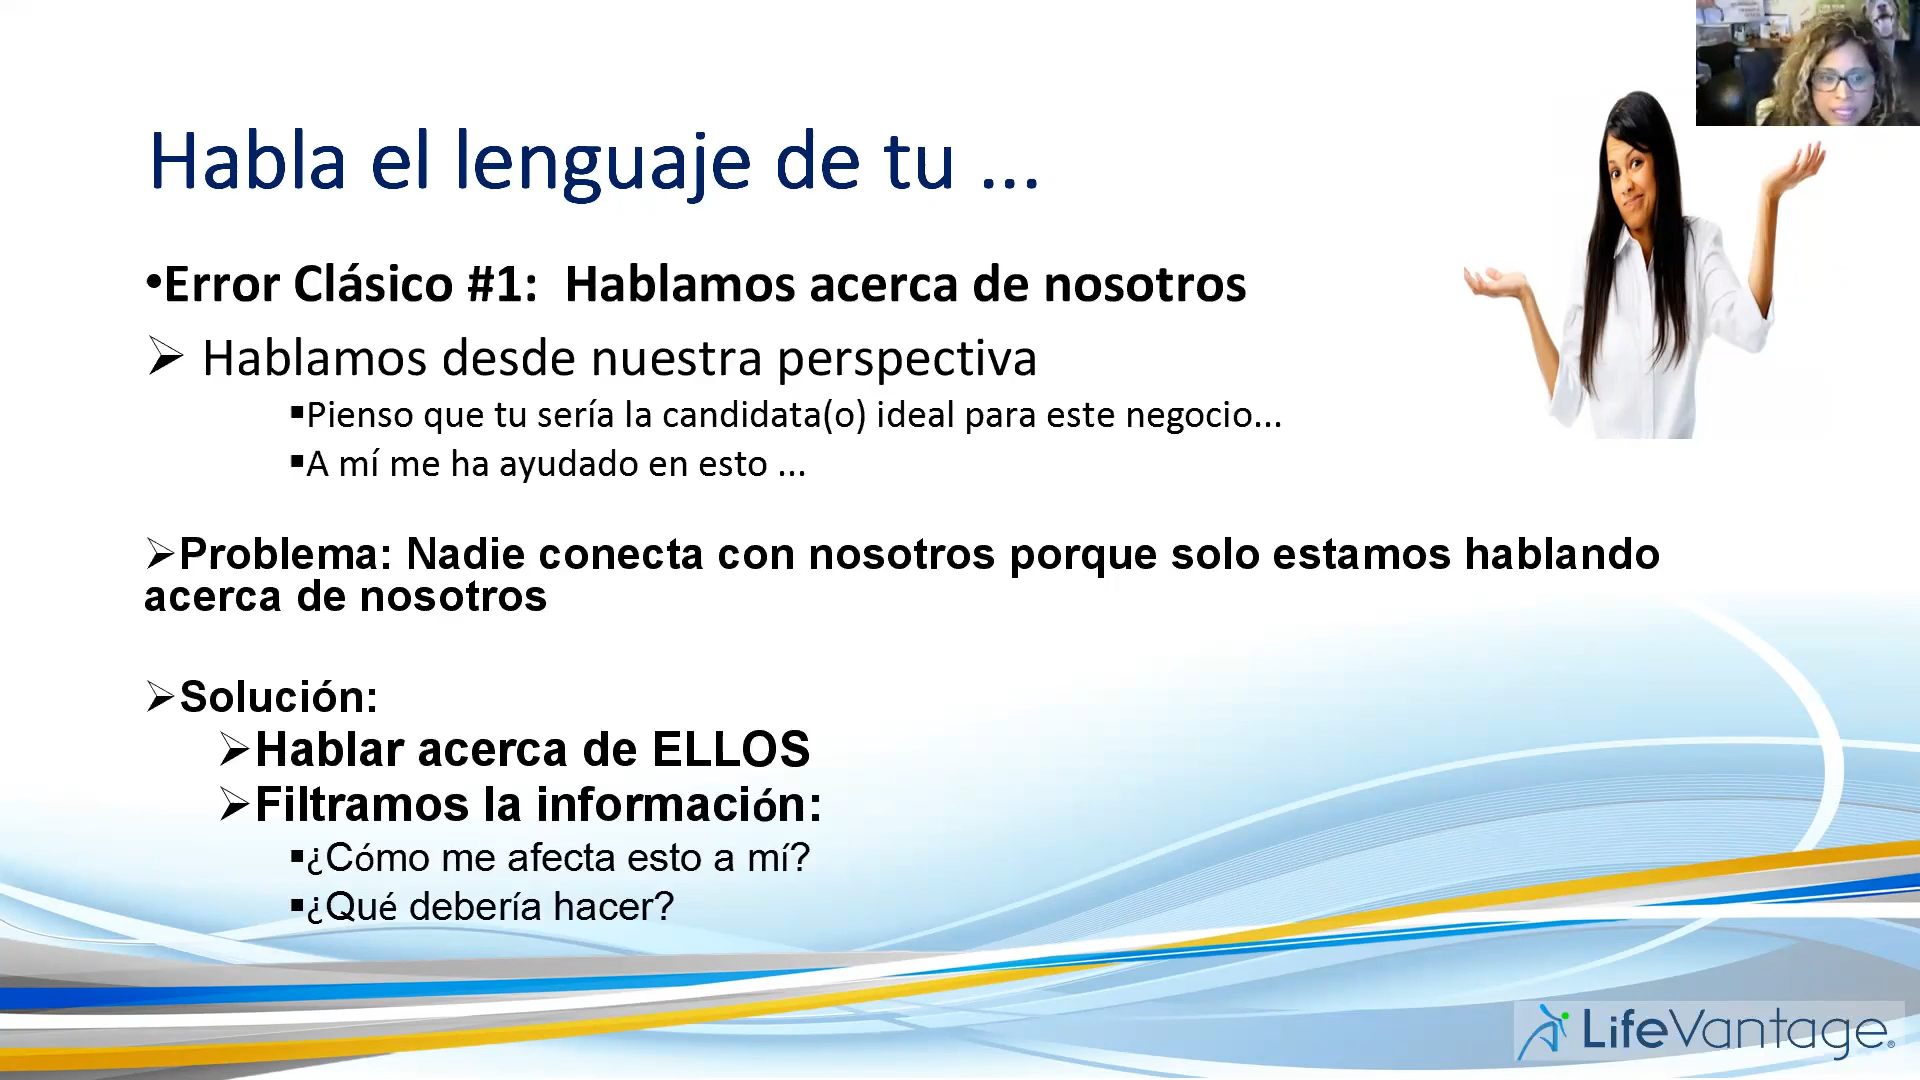 Habla el lenguaje de tu ...
•Error Clásico #1:  Hablamos acerca de nosotros
➢ Hablamos desde nuestra perspectiva
▪Pienso que tu sería la candidata(o) ideal para este negocio...
▪A mí me ha ayudado en esto ...
➢Problema: Nadie conecta con nosotros porque solo estamos hablando
acerca de nosotros
➢Solución:
➢Hablar acerca de ELLOS
➢Filtramos la información:
▪¿Cómo me afecta esto a mí?
▪¿Qué debería hacer?
LifeVantage®